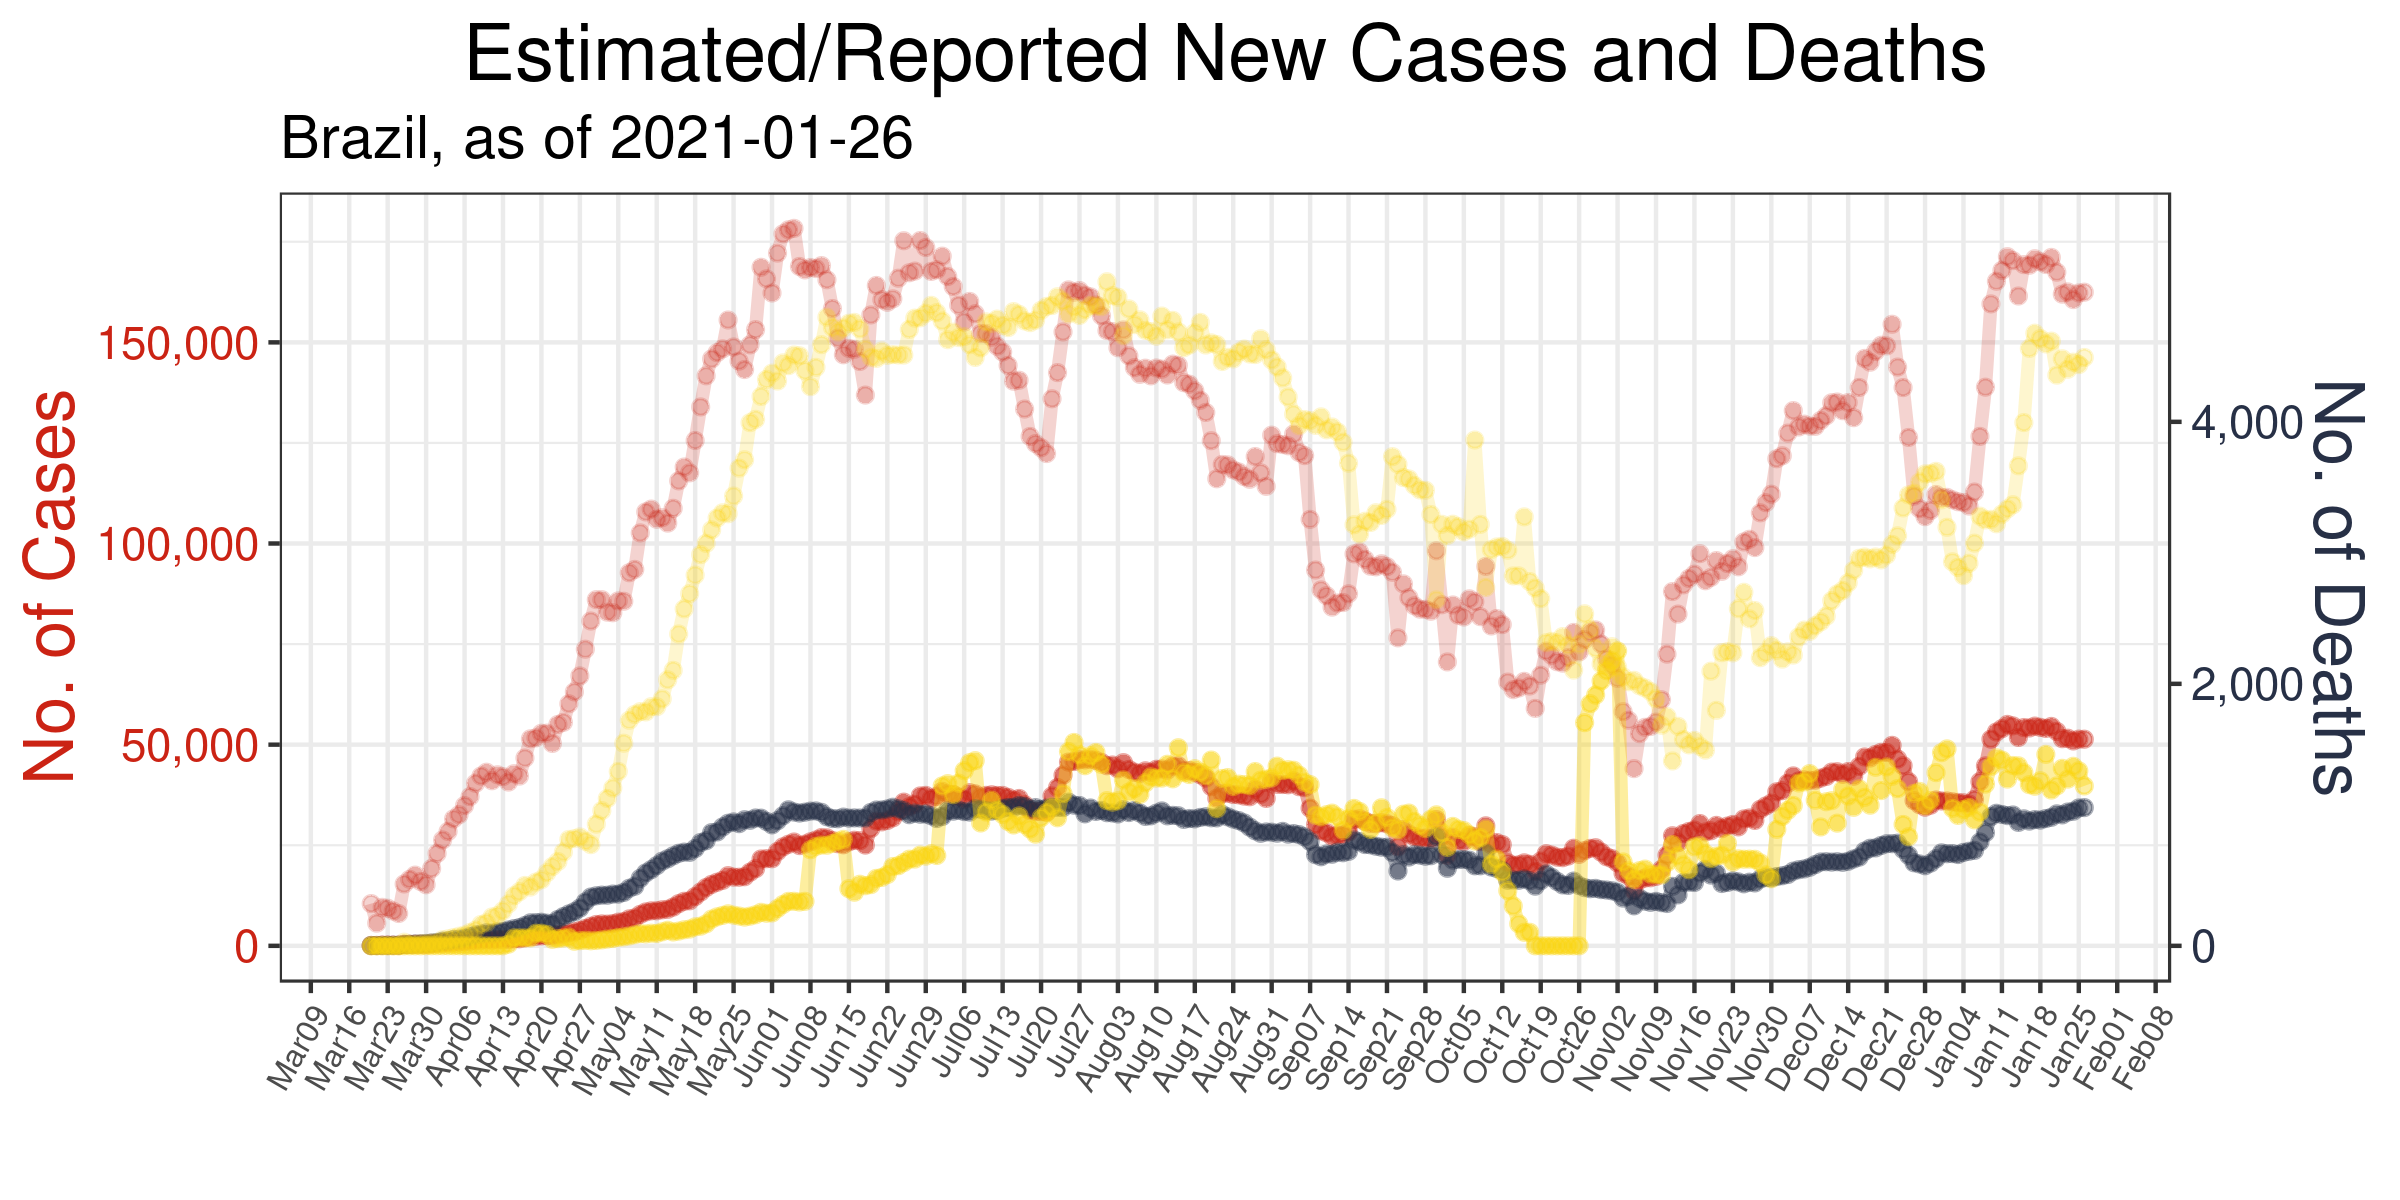 Estimated/Reported New Cases and Deaths
Brazil, as of 2021-01-26
No. of Cases
150,000
100,000
50,000
0
4,000
2,000
0
No. of Deaths
Mar09
Mar16
Mar23
Mar30
Apr06
Apr13
Apr20
Apr27
May04
May11
May18
May25
Jun01
Jun08
Jun15
Jun22
Jun29
Jul06
Jul13
Jul20
Jul27
Aug03
Aug10
Aug17
Aug24
Aug31
Sep07
Sep14
Sep21
Sep28
Oct05
Oct12
Oct19
Oct26
Nov02
Nov09
Nov16
Nov23
Nov30
Dec07
Dec14
Dec21
Dec28
Jan04
Jan11
Jan18
Jan25
Feb01
Feb08